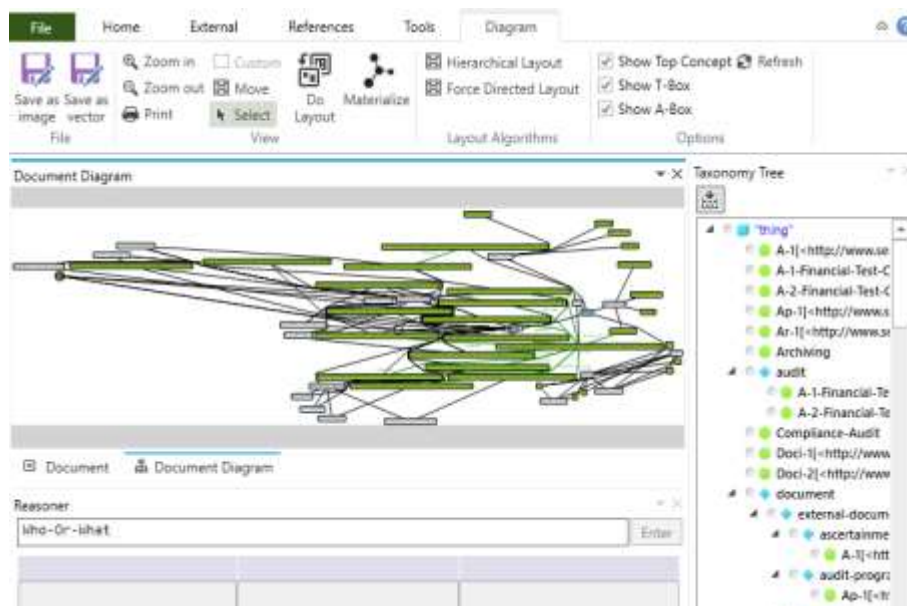 File Home External References Tools Diagram
Zoom in Custom
Zoom out Move
Print Select
Save as image
Save as vector
Do Layout
Materialize
Hierarchical Layout
Force Directed Layout
Show Top Concept Refresh
Show T-Box
Show A-Box
File View Layout Algorithms Options
Document Diagram
Taxonomy Tree
"thing"
A-1[<http://www.se
A-1-Financial-Test-C
A-2-Financial-Test-C
Ap-1[<http://www.s
Ar-1[<http://www.se
Archiving
audit
A-1-Financial-Te
A-2-Financial-Te
Compliance-Audit
Doci-1[<http://www
Doci-2[<http://www
document
external-docum
ascertainme
A-1[<htt
audit-progra
Ap-1[<h
Document Document Diagram
Reasoner
Who-Or-What
Enter